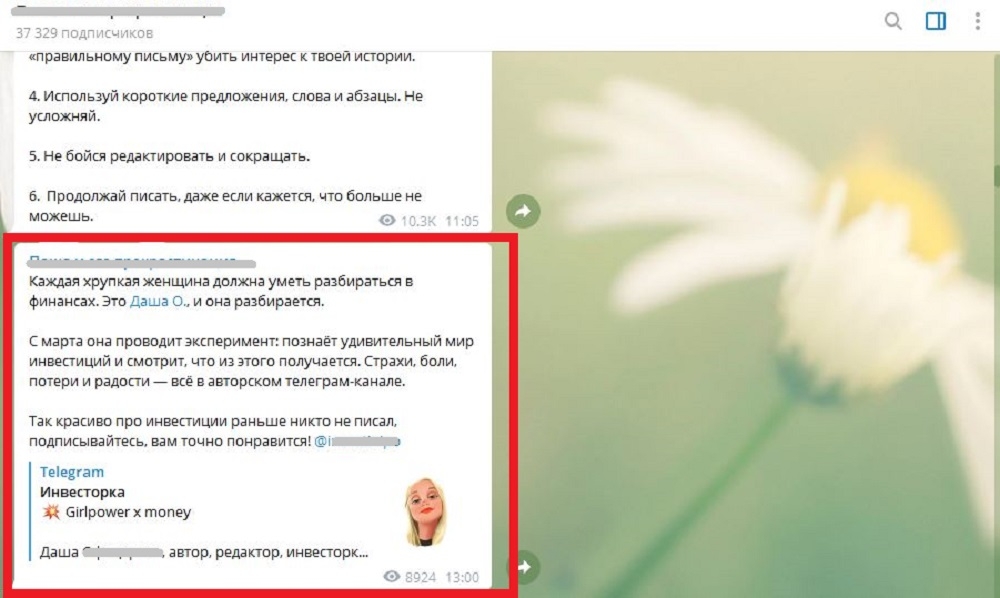 37 329 подписчиков
«правильному письму» убить интерес к твоей истории.
4. Используй короткие предложения, слова и абзацы. Не
усложняй.
5. Не бойся редактировать и сокращать.
6. Продолжай писать, даже если кажется, что больше не
можешь.
10.3K 11:05
Каждая хрупкая женщина должна уметь разбираться в
финансах. Это Даша О., и она разбирается.
С марта она проводит эксперимент: познаёт удивительный мир
инвестиций и смотрит, что из этого получается. Страхи, боли,
потери и радости — всё в авторском телеграм-канале.
Так красиво про инвестиции раньше никто не писал,
подписывайтесь, вам точно понравится!
Telegram
Инвесторка
💥 Girlpower x money
Даша , автор, редактор, инвесторк...
8924 13:00